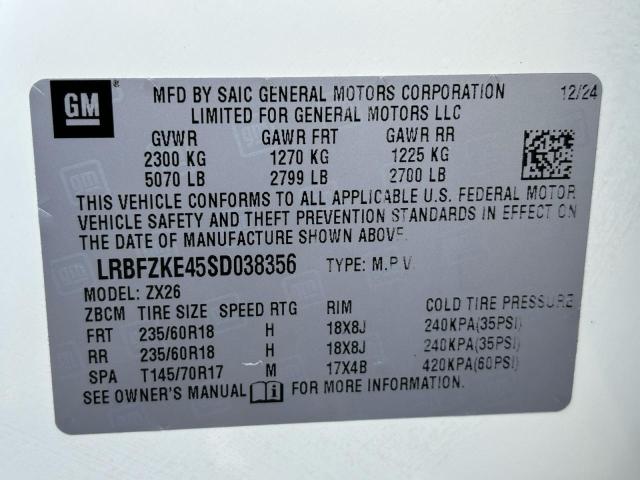 GM
®
MFD BY SAIC GENERAL MOTORS CORPORATION 12/24
LIMITED FOR GENERAL MOTORS LLC
GVWR GAWR FRT GAWR RR
2300 KG 1270 KG 1225 KG
5070 LB 2799 LB 2700 LB
THIS VEHICLE CONFORMS TO ALL APPLICABLE U.S. FEDERAL MOTOR
VEHICLE SAFETY AND THEFT PREVENTION STANDARDS IN EFFECT ON
THE DATE OF MANUFACTURE SHOWN ABOVE.
LRBFZKE45SD038356 TYPE: M.P.V.
MODEL: ZX26
ZBCM TIRE SIZE SPEED RTG RIM COLD TIRE PRESSURE
FRT 235/60R18 H 18X8J 240KPA(35PSI)
RR 235/60R18 H 18X8J 240KPA(35PSI)
SPA T145/70R17 M 17X4B 420KPA(60PSI)
SEE OWNER'S MANUAL FOR MORE INFORMATION.